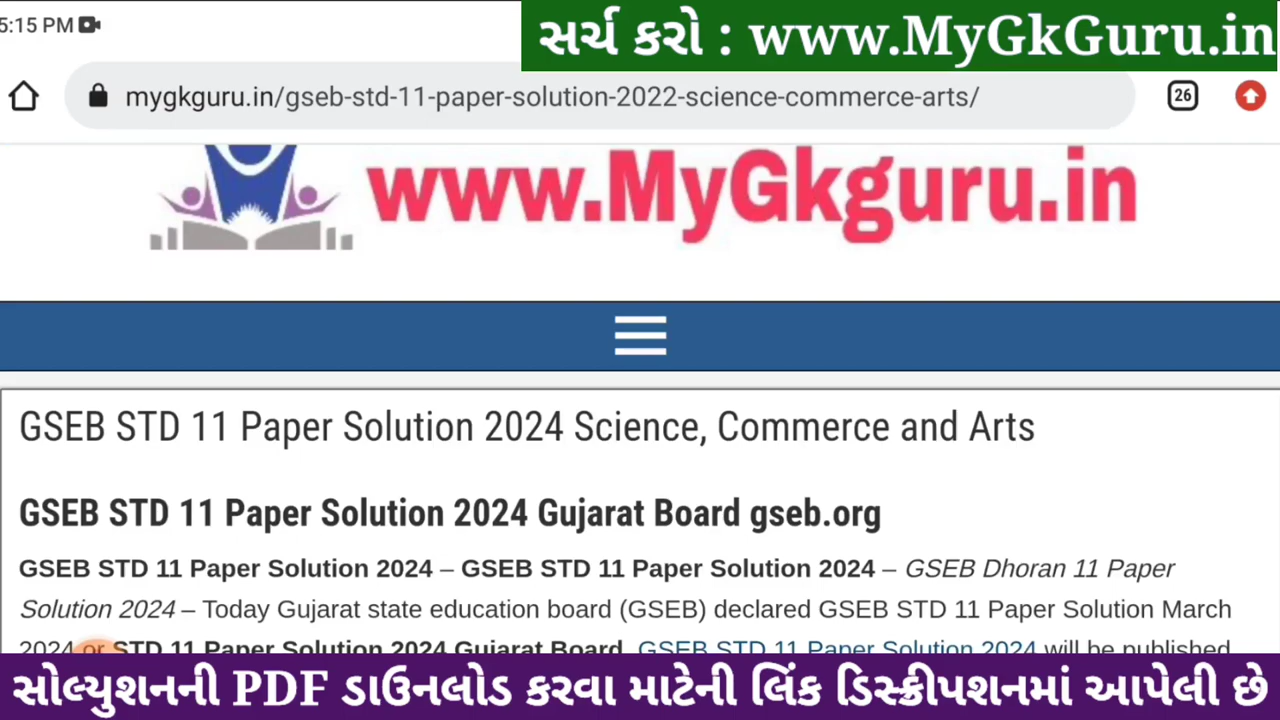 5:15 PM
સર્ચ કરો : www.MyGkGuru.in
mygkguru.in/gseb-std-11-paper-solution-2022-science-commerce-arts/
26
www.MyGkguru.in
GSEB STD 11 Paper Solution 2024 Science, Commerce and Arts
GSEB STD 11 Paper Solution 2024 Gujarat Board gseb.org
GSEB STD 11 Paper Solution 2024 – GSEB STD 11 Paper Solution 2024 – GSEB Dhoran 11 Paper
Solution 2024 – Today Gujarat state education board (GSEB) declared GSEB STD 11 Paper Solution March
2024 or STD 11 Paper Solution 2024 Gujarat Board. GSEB STD 11 Paper Solution 2024 will be published
સોલ્યુશનની PDF ડાઉનલોડ કરવા માટેની લિંક ડિસ્ક્રીપશનમાં આપેલી છે